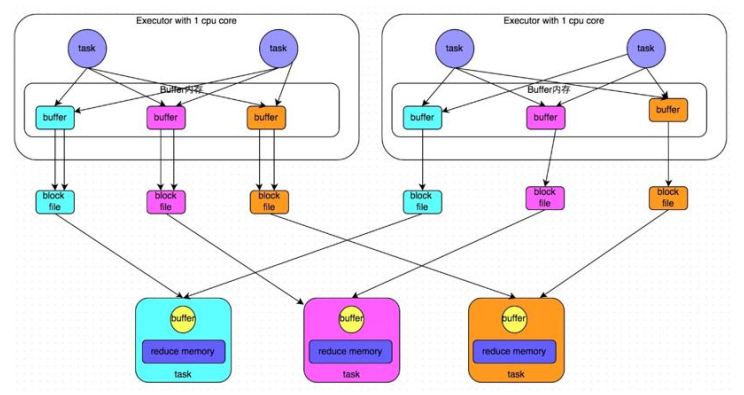 Executor with 1 cpu core
Executor with 1 cpu core
task
task
task
task
Buffer内存
Buffer内存
buffer
buffer
buffer
buffer
buffer
buffer
block
file
block
file
block
file
block
file
block
file
block
file
buffer
buffer
buffer
reduce memory
reduce memory
reduce memory
task
task
task